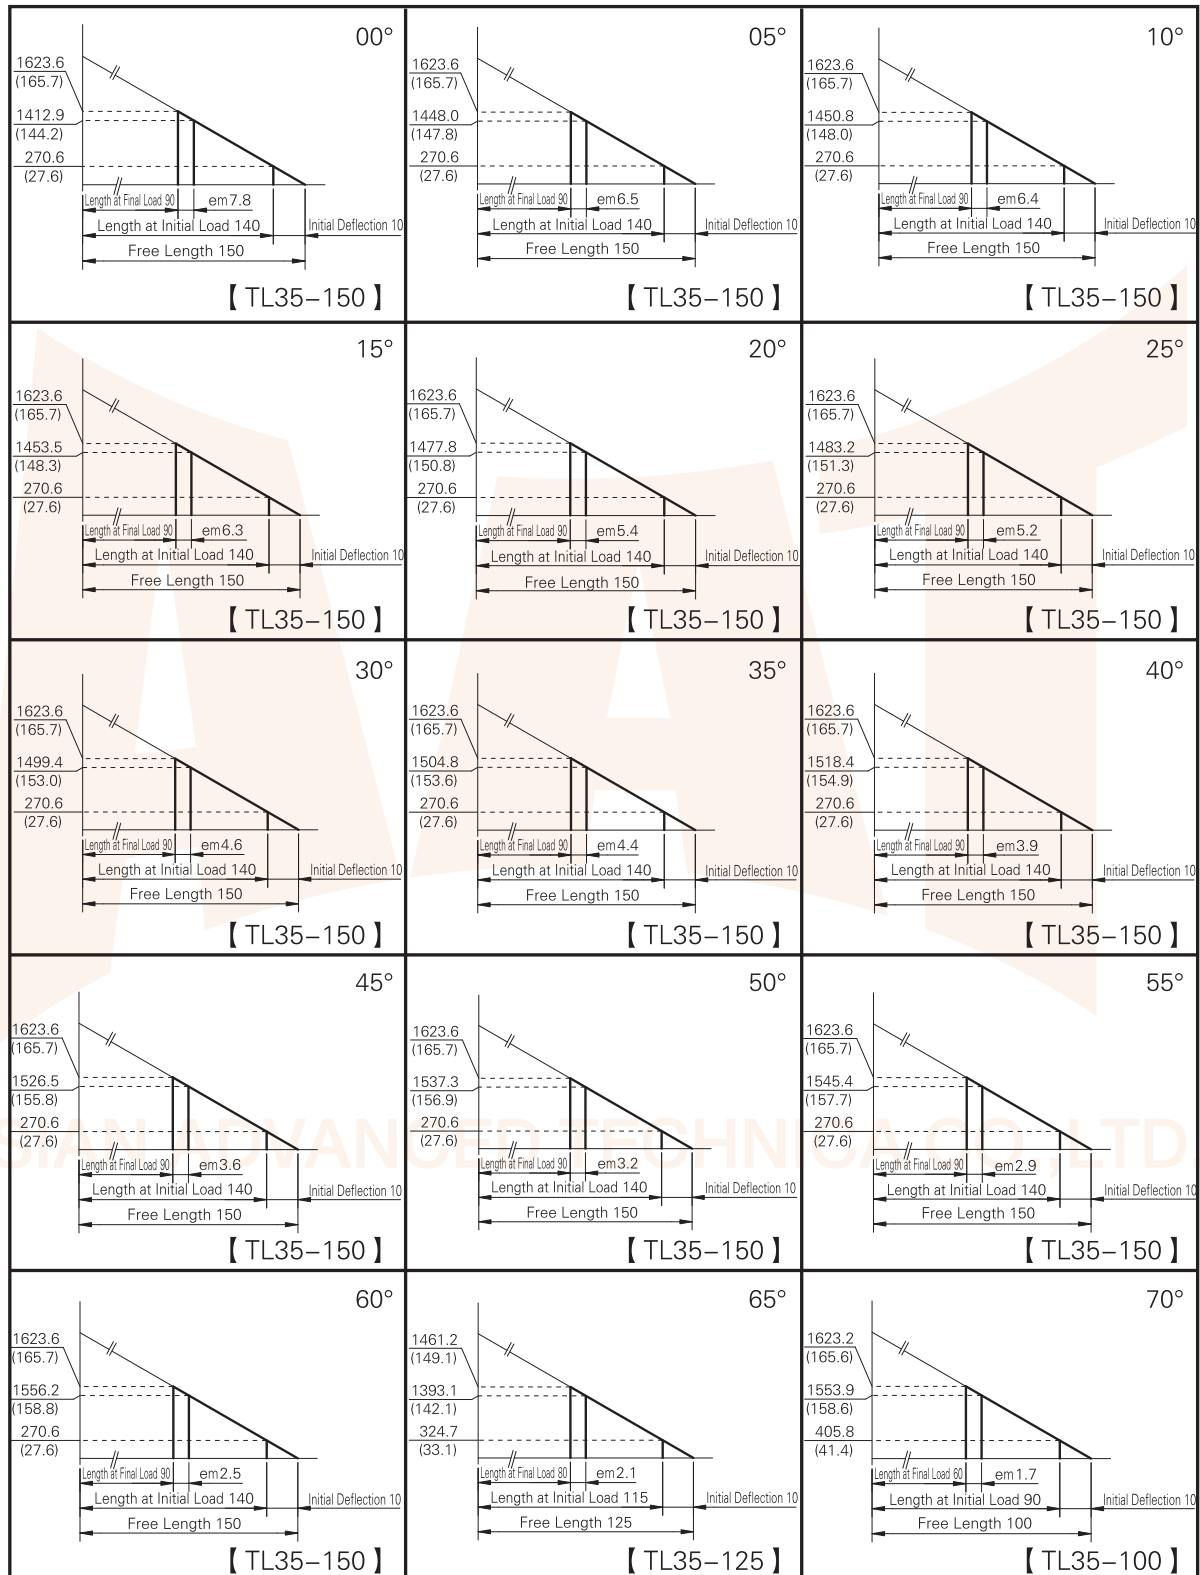 00°
1623.6
(165.7)
1412.9
(144.2)
270.6
(27.6)
Length at Final Load 90
em7.8
Length at Initial Load 140
Initial Deflection 10
Free Length 150
【 TL35–150 】
05°
1623.6
(165.7)
1448.0
(147.8)
270.6
(27.6)
Length at Final Load 90
em6.5
Length at Initial Load 140
Initial Deflection 10
Free Length 150
【 TL35–150 】
10°
1623.6
(165.7)
1450.8
(148.0)
270.6
(27.6)
Length at Final Load 90
em6.4
Length at Initial Load 140
Initial Deflection 10
Free Length 150
【 TL35–150 】
15°
1623.6
(165.7)
1453.5
(148.3)
270.6
(27.6)
Length at Final Load 90
em6.3
Length at Initial Load 140
Initial Deflection 10
Free Length 150
【 TL35–150 】
20°
1623.6
(165.7)
1477.8
(150.8)
270.6
(27.6)
Length at Final Load 90
em5.4
Length at Initial Load 140
Initial Deflection 10
Free Length 150
【 TL35–150 】
25°
1623.6
(165.7)
1483.2
(151.3)
270.6
(27.6)
Length at Final Load 90
em5.2
Length at Initial Load 140
Initial Deflection 10
Free Length 150
【 TL35–150 】
30°
1623.6
(165.7)
1499.4
(153.0)
270.6
(27.6)
Length at Final Load 90
em4.6
Length at Initial Load 140
Initial Deflection 10
Free Length 150
【 TL35–150 】
35°
1623.6
(165.7)
1504.8
(153.6)
270.6
(27.6)
Length at Final Load 90
em4.4
Length at Initial Load 140
Initial Deflection 10
Free Length 150
【 TL35–150 】
40°
1623.6
(165.7)
1518.4
(154.9)
270.6
(27.6)
Length at Final Load 90
em3.9
Length at Initial Load 140
Initial Deflection 10
Free Length 150
【 TL35–150 】
45°
1623.6
(165.7)
1526.5
(155.8)
270.6
(27.6)
Length at Final Load 90
em3.6
Length at Initial Load 140
Initial Deflection 10
Free Length 150
【 TL35–150 】
50°
1623.6
(165.7)
1537.3
(156.9)
270.6
(27.6)
Length at Final Load 90
em3.2
Length at Initial Load 140
Initial Deflection 10
Free Length 150
【 TL35–150 】
55°
1623.6
(165.7)
1545.4
(157.7)
270.6
(27.6)
Length at Final Load 90
em2.9
Length at Initial Load 140
Initial Deflection 10
Free Length 150
【 TL35–150 】
SIAN ADVANCED TECHNICA CO.,LTD
60°
1623.6
(165.7)
1556.2
(158.8)
270.6
(27.6)
Length at Final Load 90
em2.5
Length at Initial Load 140
Initial Deflection 10
Free Length 150
【 TL35–150 】
65°
1461.2
(149.1)
1393.1
(142.1)
324.7
(33.1)
Length at Final Load 80
em2.1
Length at Initial Load 115
Initial Deflection 10
Free Length 125
【 TL35–125 】
70°
1623.2
(165.6)
1553.9
(158.6)
405.8
(41.4)
Length at Final Load 60
em1.7
Length at Initial Load 90
Initial Deflection 10
Free Length 100
【 TL35–100 】